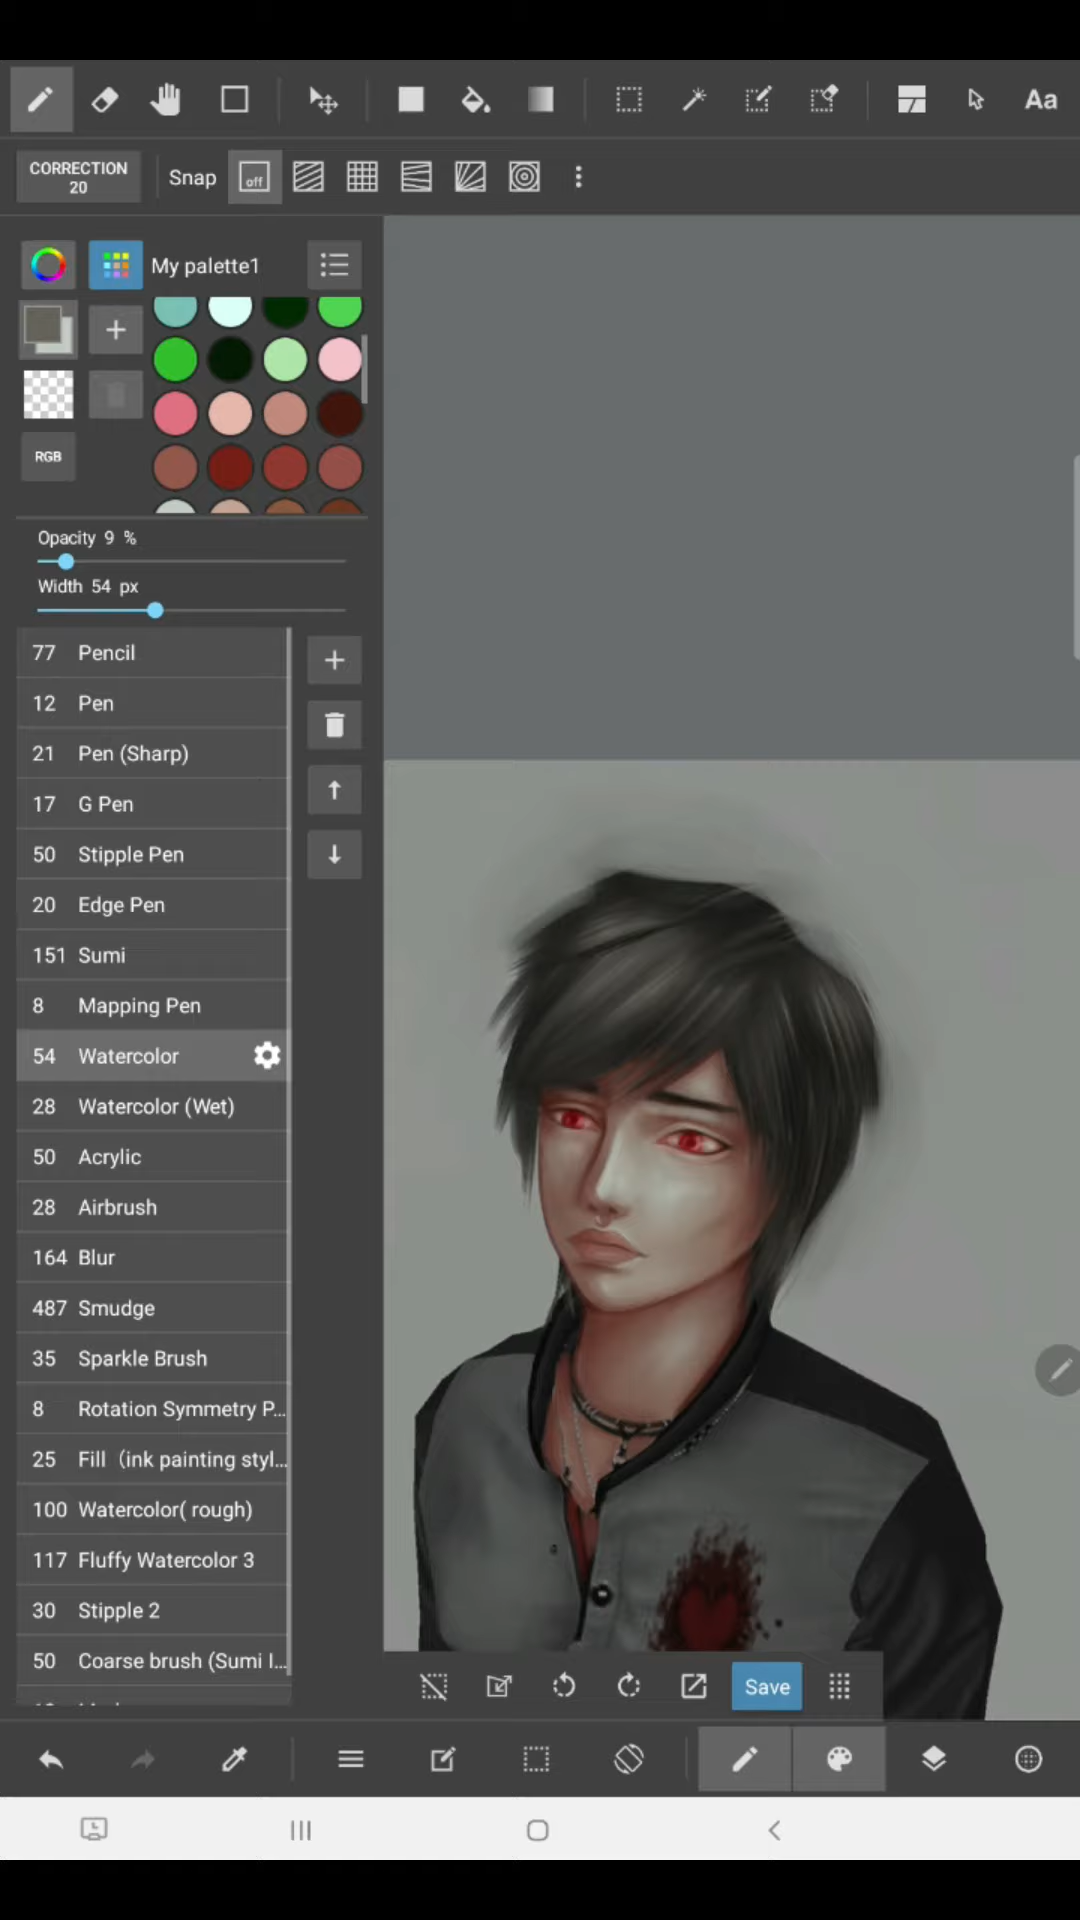 Aa
CORRECTION
20
Snap
off
My palette1
RGB
Opacity 9 %
Width 54 px
77 Pencil
12 Pen
21 Pen (Sharp)
17 G Pen
50 Stipple Pen
20 Edge Pen
151 Sumi
8 Mapping Pen
54 Watercolor
28 Watercolor (Wet)
50 Acrylic
28 Airbrush
164 Blur
487 Smudge
35 Sparkle Brush
8 Rotation Symmetry P...
25 Fill（ink painting styl...
100 Watercolor( rough)
117 Fluffy Watercolor 3
30 Stipple 2
50 Coarse brush (Sumi I...
Save